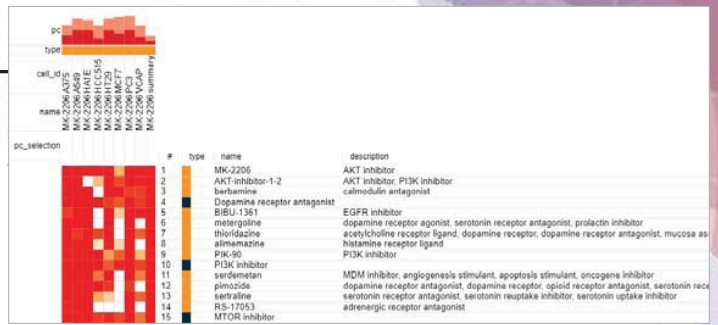 pc
type
cell_id
name
MK-2206 A375
MK-2206 A549
MK-2206 HA1E
MK-2206 HCC515
MK-2206 HT29
MK-2206 MCF7
MK-2206 PC3
MK-2206 VCAP
MK-2206 summary
pc_selection
# type name description
1 MK-2206 AKT inhibitor
2 AKT-inhibitor-1-2 AKT inhibitor, PI3K inhibitor
3 berbamine calmodulin antagonist
4 Dopamine receptor antagonist
5 BIBU-1361 EGFR inhibitor
6 metergoline dopamine receptor agonist, serotonin receptor antagonist, prolactin inhibitor
7 thioridazine acetylcholine receptor ligand, dopamine receptor, dopamine receptor antagonist, mucosa as
8 alimemazine histamine receptor ligand
9 PIK-90 PI3K inhibitor
10 PI3K inhibitor
11 serdemetan MDM inhibitor, angiogenesis stimulant, apoptosis stimulant, oncogene inhibitor
12 pimozide dopamine receptor antagonist, dopamine receptor, opioid receptor antagonist, serotonin rece
13 sertraline serotonin receptor antagonist, serotonin reuptake inhibitor, serotonin uptake inhibitor
14 RS-17053 adrenergic receptor antagonist
15 MTOR inhibitor